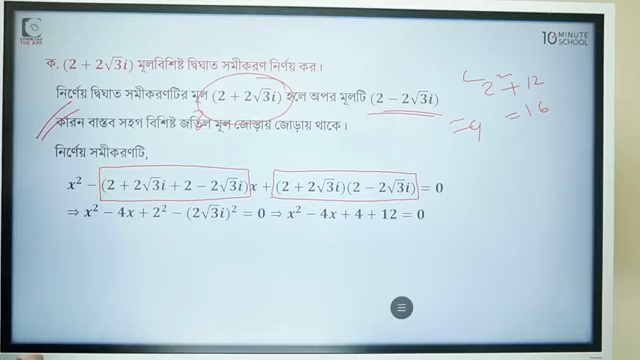 THE APP
10 MINUTE SCHOOL
ক. (2 + 2√3i) মূলবিশিষ্ট দ্বিঘাত সমীকরণ নির্ণয় কর।
নির্ণেয় দ্বিঘাত সমীকরণটির মূল (2 + 2√3i) হলে অপর মূলটি (2 − 2√3i)
কারন বাস্তব সহগ বিশিষ্ট জটিল মূল জোড়ায় জোড়ায় থাকে।
2² + 12
= 16
নির্ণেয় সমীকরণটি,
x² − (2 + 2√3i + 2 − 2√3i)x + (2 + 2√3i)(2 − 2√3i) = 0
⇒ x² − 4x + 2² − (2√3i)² = 0 ⇒ x² − 4x + 4 + 12 = 0